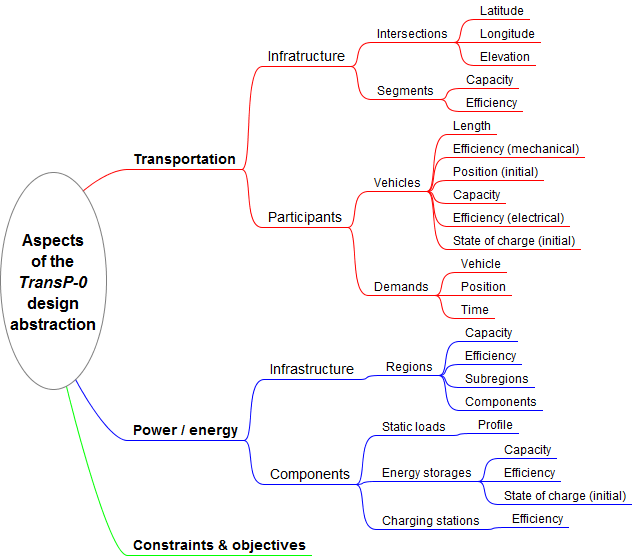 Aspects
of the
TransP-0
design
abstraction
Transportation
Infratructure
Intersections
Latitude
Longitude
Elevation
Segments
Capacity
Efficiency
Participants
Vehicles
Length
Efficiency (mechanical)
Position (initial)
Capacity
Efficiency (electrical)
State of charge (initial)
Demands
Vehicle
Position
Time
Power / energy
Infrastructure
Regions
Capacity
Efficiency
Subregions
Components
Components
Static loads
Profile
Energy storages
Capacity
Efficiency
State of charge (initial)
Charging stations
Efficiency
Constraints & objectives